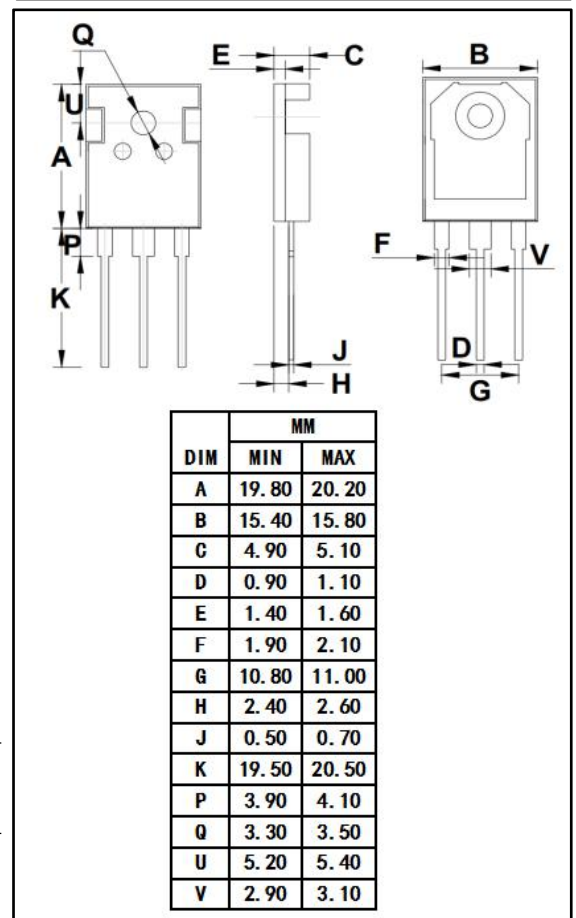 Q
E C B
U
A
P F V
K
J D
H G
MM
DIM MIN MAX
A 19.80 20.20
B 15.40 15.80
C 4.90 5.10
D 0.90 1.10
E 1.40 1.60
F 1.90 2.10
G 10.80 11.00
H 2.40 2.60
J 0.50 0.70
K 19.50 20.50
P 3.90 4.10
Q 3.30 3.50
U 5.20 5.40
V 2.90 3.10